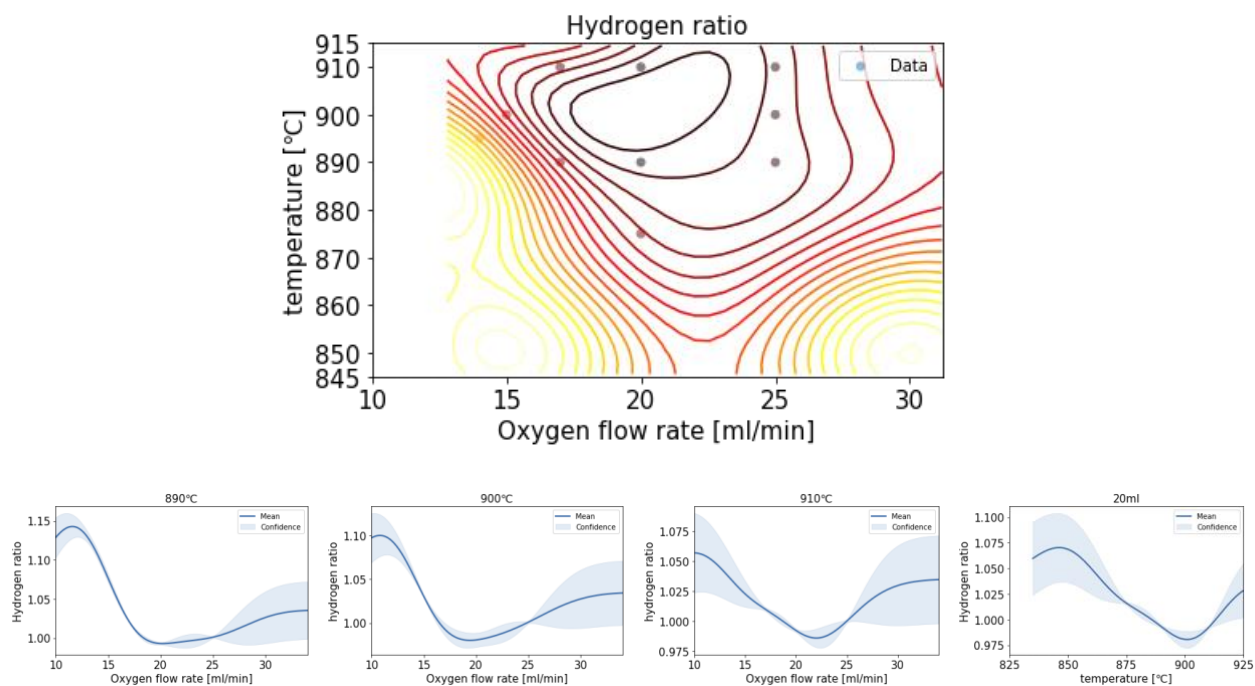 Hydrogen ratio
915
910
900
890
880
870
860
850
845
temperature [℃]
Data
10 15 20 25 30
Oxygen flow rate [ml/min]
890℃
1.15
1.10
1.05
1.00
Hydrogen ratio
Mean
Confidence
10 15 20 25 30
Oxygen flow rate [ml/min]
900℃
1.10
1.05
1.00
hydrogen ratio
Mean
Confidence
10 15 20 25 30
Oxygen flow rate [ml/min]
910℃
1.075
1.050
1.025
1.000
0.975
hydrogen ratio
Mean
Confidence
10 15 20 25 30
Oxygen flow rate [ml/min]
20ml
1.100
1.075
1.050
1.025
1.000
0.975
Hydrogen ratio
Mean
Confidence
825 850 875 900 925
temperature [℃]